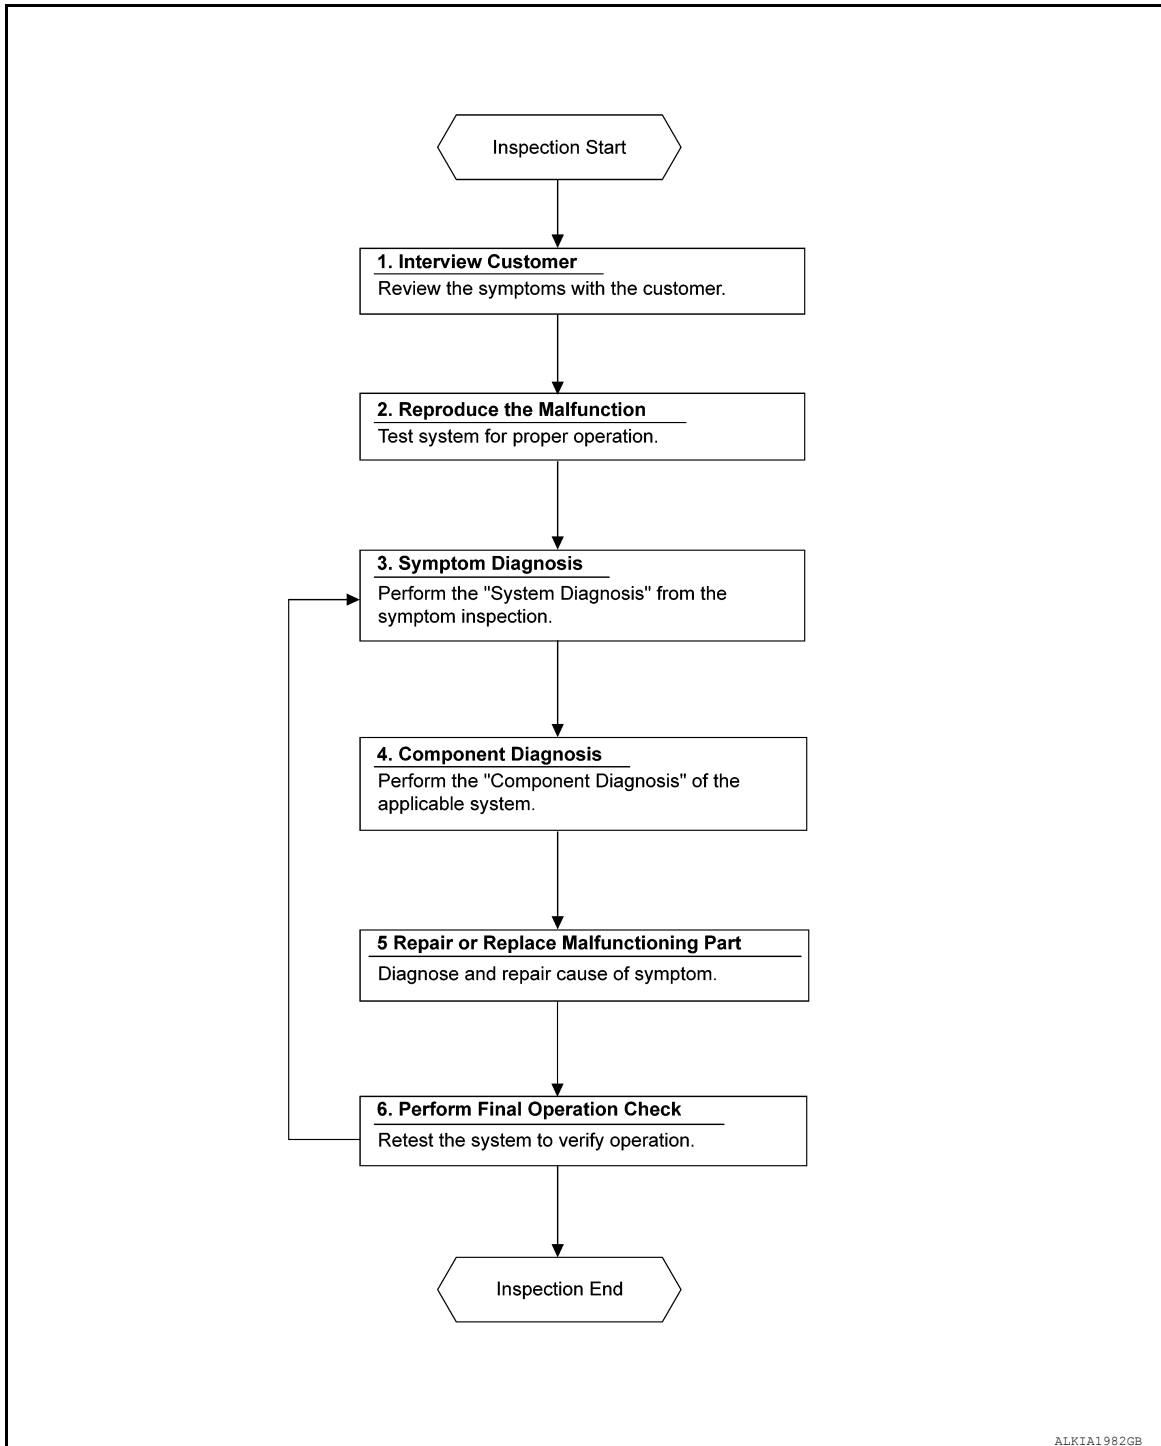 Inspection Start
1. Interview Customer
Review the symptoms with the customer.
2. Reproduce the Malfunction
Test system for proper operation.
3. Symptom Diagnosis
Perform the "System Diagnosis" from the
symptom inspection.
4. Component Diagnosis
Perform the "Component Diagnosis" of the
applicable system.
5 Repair or Replace Malfunctioning Part
Diagnose and repair cause of symptom.
6. Perform Final Operation Check
Retest the system to verify operation.
Inspection End
ALKIA1982GB